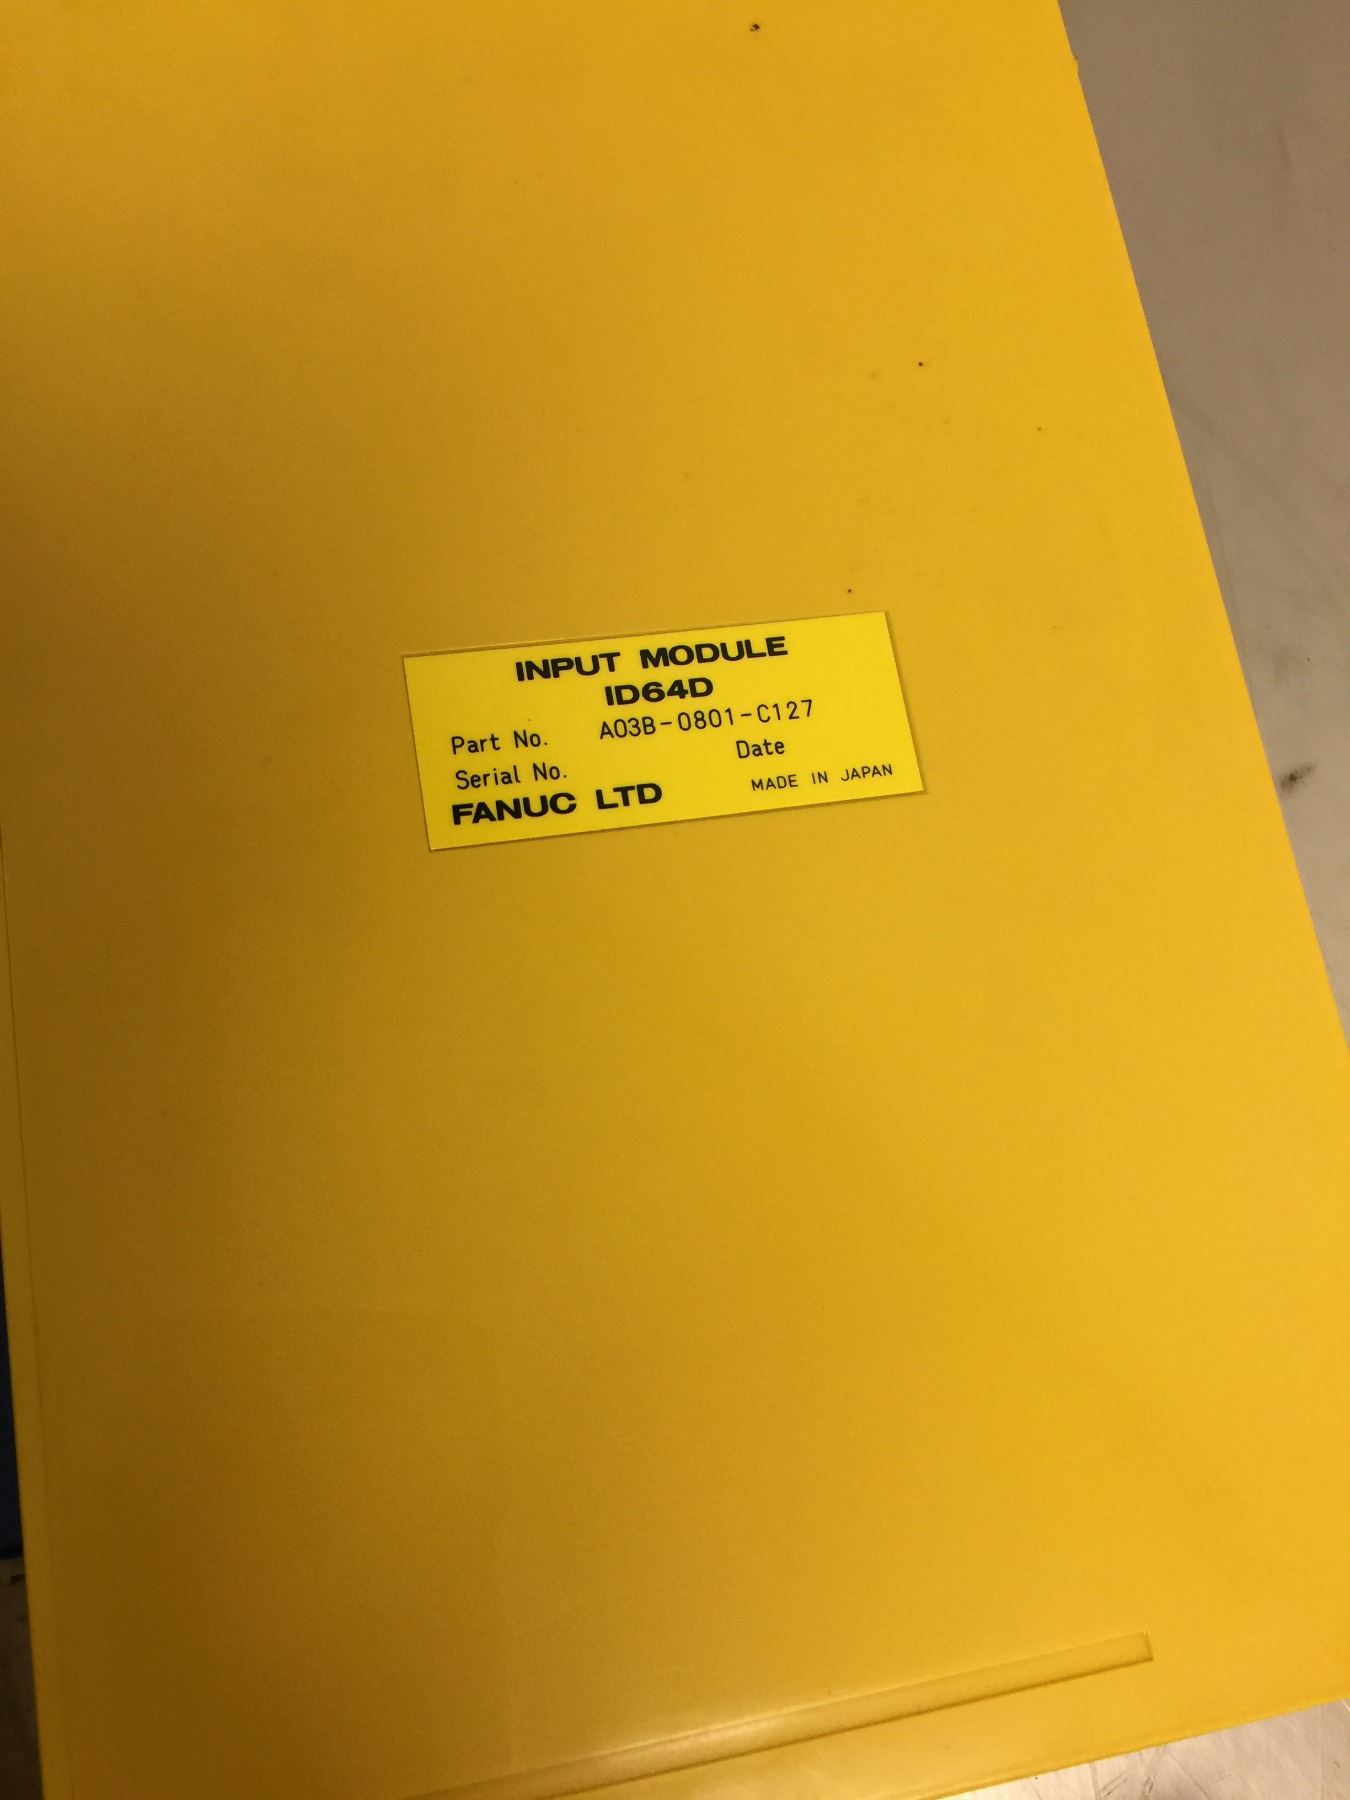 INPUT MODULE
ID64D
Part No. A03B-0801-C127
Serial No. Date
FANUC LTD MADE IN JAPAN